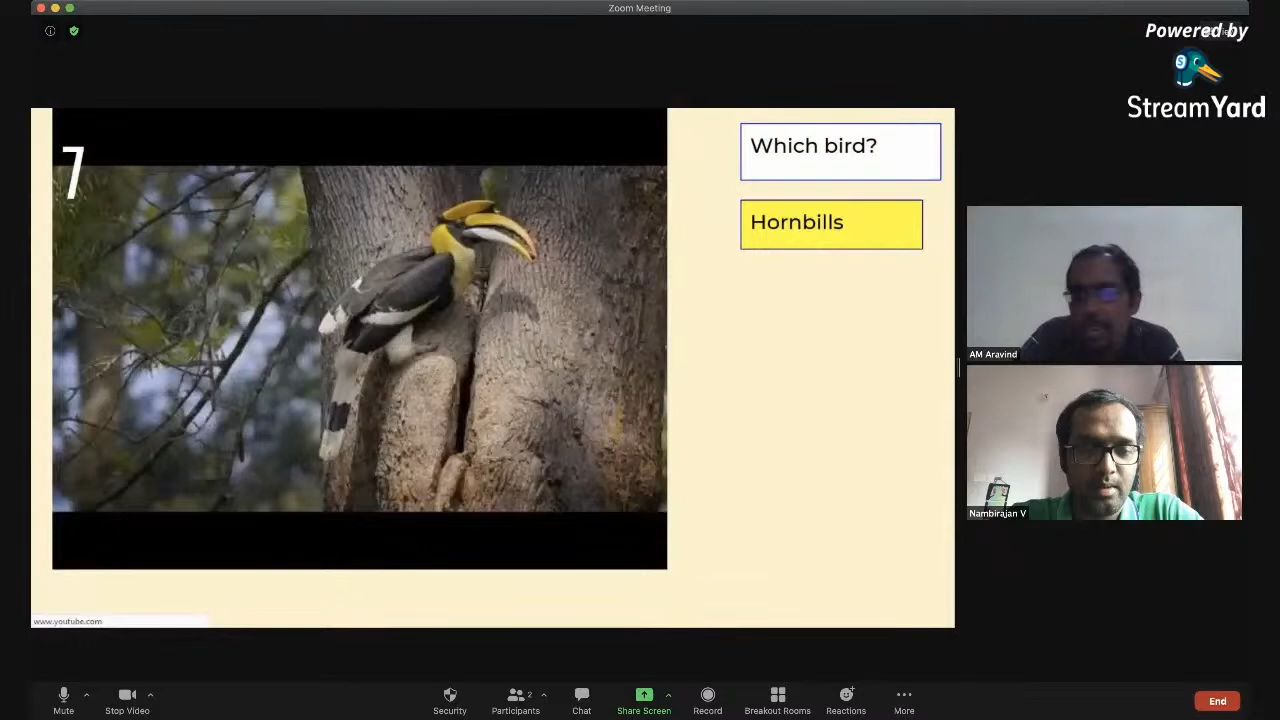 Zoom Meeting
Powered by
StreamYard
7
Which bird?
Hornbills
AM Aravind
Nambirajan V
www.youtube.com
Mute
Stop Video
Security
Participants
2
Chat
Share Screen
Record
Breakout Rooms
Reactions
More
End